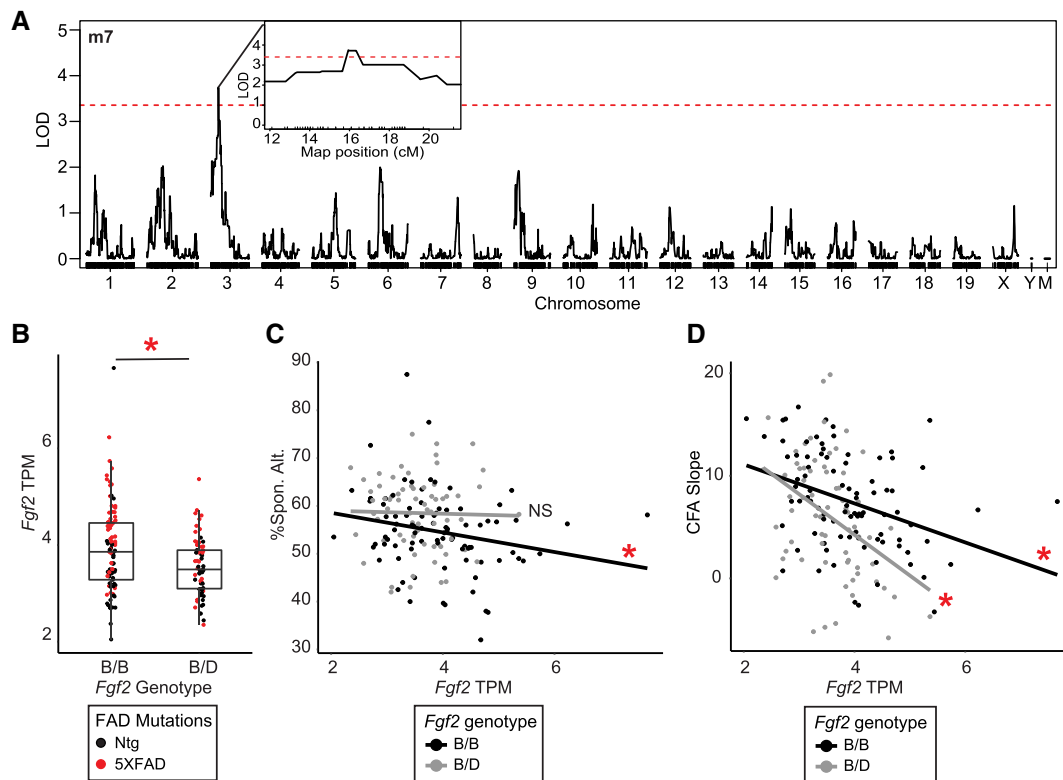 A
m7
LOD
5
4
3
2
1
0
LOD
4
3
2
1
0
12 14 16 18 20
Map position (cM)
1 2 3 4 5 6 7 8 9 10 11 12 13 14 15 16 17 18 19 X Y M
Chromosome
B
*
Fgf2 TPM
6
4
2
B/B B/D
Fgf2 Genotype
FAD Mutations
Ntg
5XFAD
C
%Spon. Alt.
90
80
70
60
50
40
30
NS
*
2 4 6
Fgf2 TPM
Fgf2 genotype
B/B
B/D
D
CFA Slope
20
10
0
*
*
2 4 6
Fgf2 TPM
Fgf2 genotype
B/B
B/D